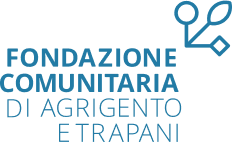 FONDAZIONE
COMUNITARIA
DI AGRIGENTO
E TRAPANI